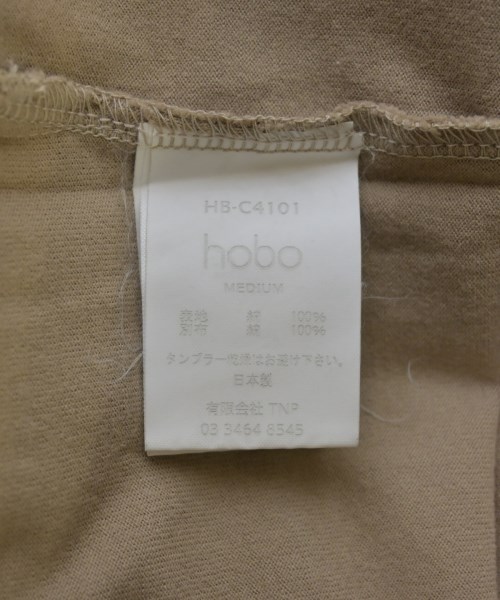 HB-C4101
hobo
MEDIUM
表地 綿 100%
別布 綿 100%
タンブラー乾燥はお避け下さい。
日本製
有限会社 TNP
03 3464 8545